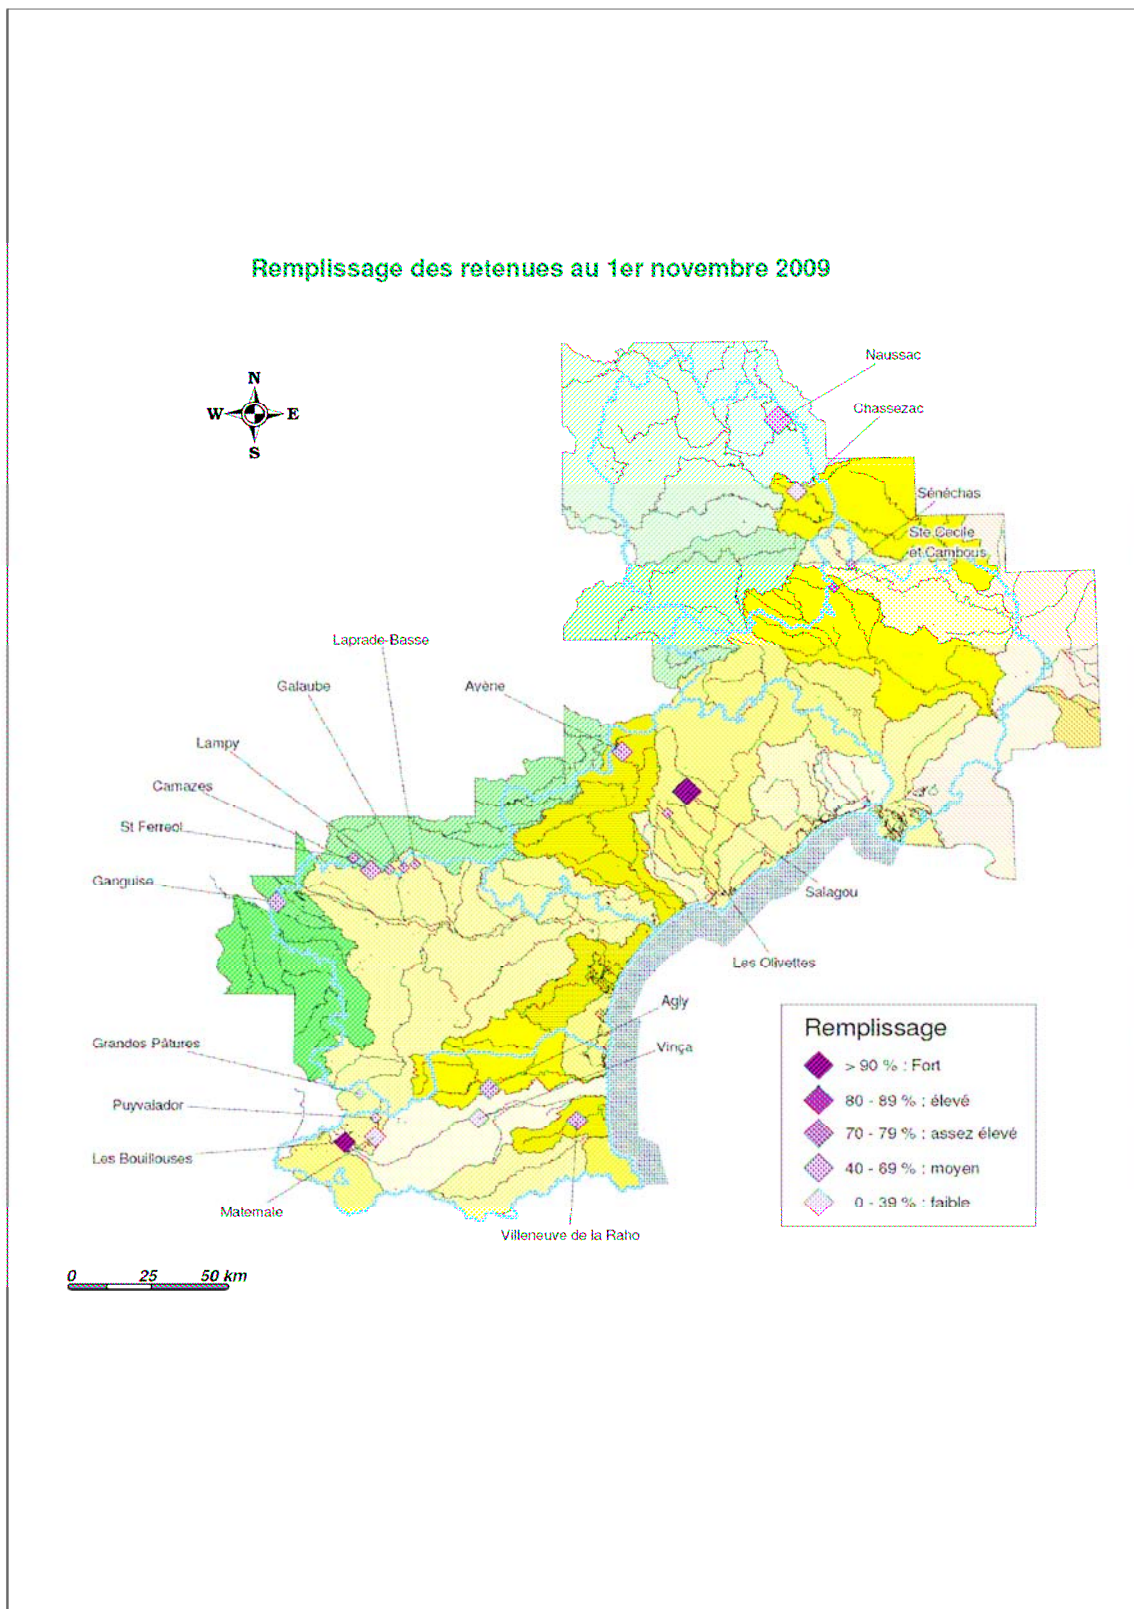 Remplissage des retenues au 1er novembre 2009
N
W
E
S
Naussac
Chassezac
Sénéchas
Ste Cecile
et Cambous
Laprade-Basse
Galaube
Avène
Lampy
Camazes
St Ferreol
Ganguise
Salagou
Les Olivettes
Agly
Vinça
Grandes Pâtures
Puyvalador
Les Bouillouses
Matemale
Villeneuve de la Raho
Remplissage
> 90 % : Fort
80 - 89 % : élevé
70 - 79 % : assez élevé
40 - 69 % : moyen
0 - 39 % : faible
0 25 50 km